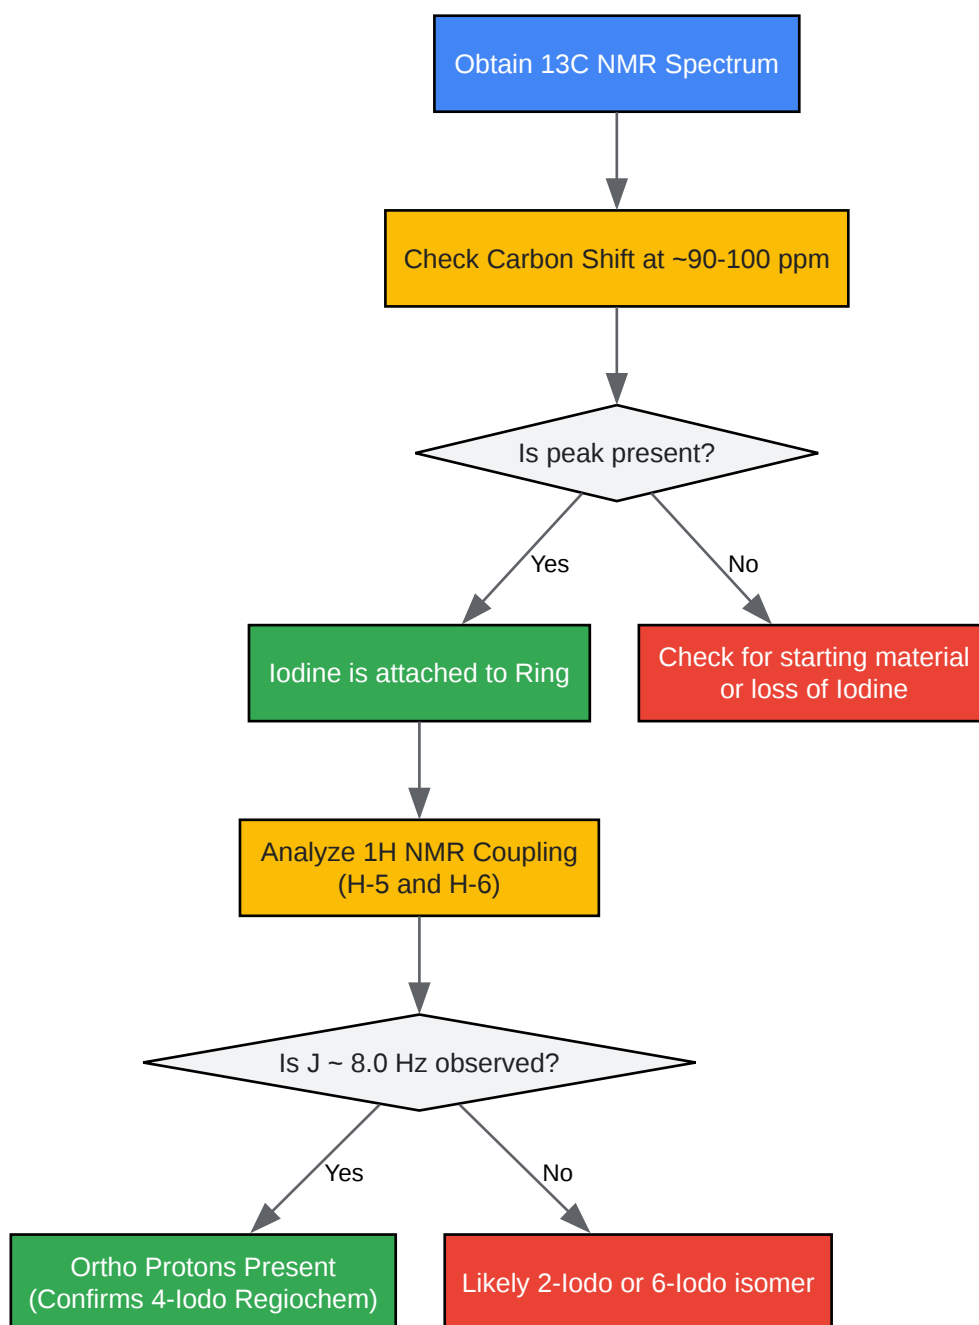 Obtain 13C NMR Spectrum
Check Carbon Shift at ~90-100 ppm
Is peak present?
Yes
No
Iodine is attached to Ring
Check for starting material
or loss of Iodine
Analyze 1H NMR Coupling
(H-5 and H-6)
Is J ~ 8.0 Hz observed?
Yes
No
Ortho Protons Present
(Confirms 4-Iodo Regiochem)
Likely 2-Iodo or 6-Iodo isomer